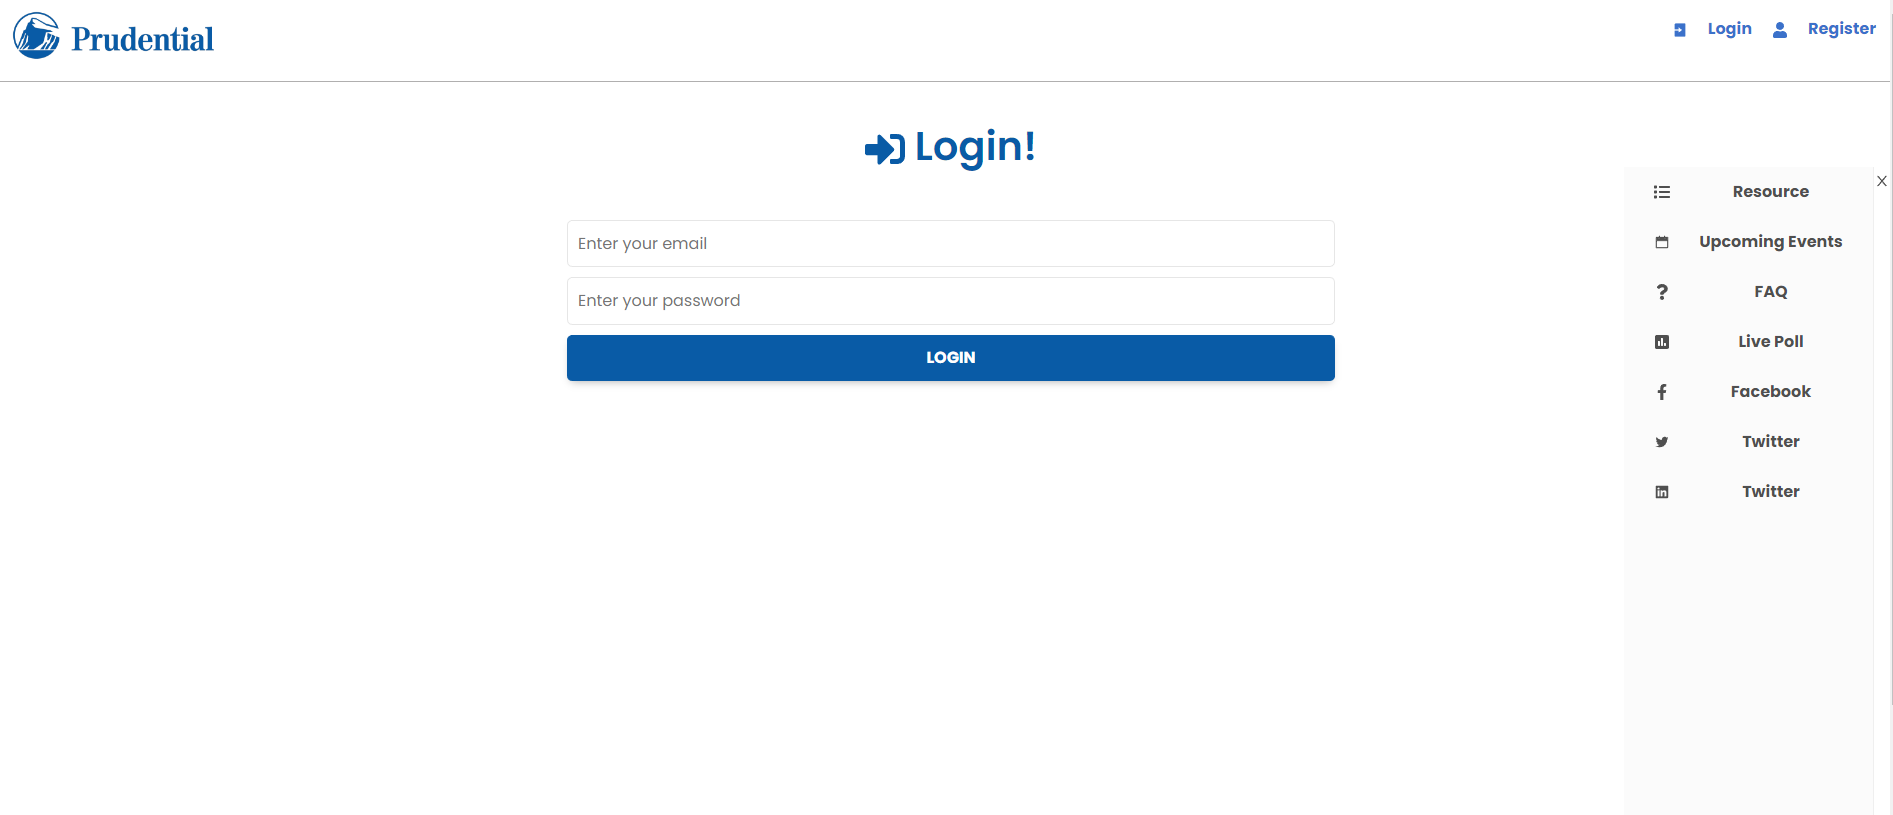 Prudential
Login
Register
Login!
Enter your email
Enter your password
LOGIN
X
Resource
Upcoming Events
FAQ
Live Poll
Facebook
Twitter
Twitter